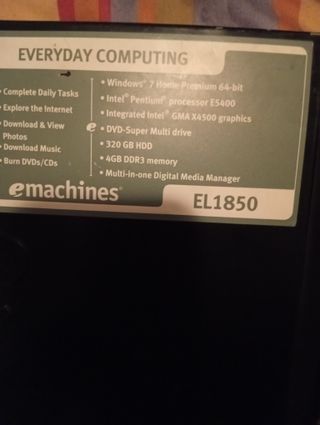 EVERYDAY COMPUTING
• Complete Daily Tasks
• Explore the Internet
• Download & View
Photos
• Download Music
• Burn DVDs/CDs
e
• Windows® 7 Home Premium 64-bit
• Intel® Pentium® processor E5400
• Integrated Intel® GMA X4500 graphics
• DVD-Super Multi drive
• 320 GB HDD
• 4GB DDR3 memory
• Multi-in-one Digital Media Manager
emachines®
EL1850